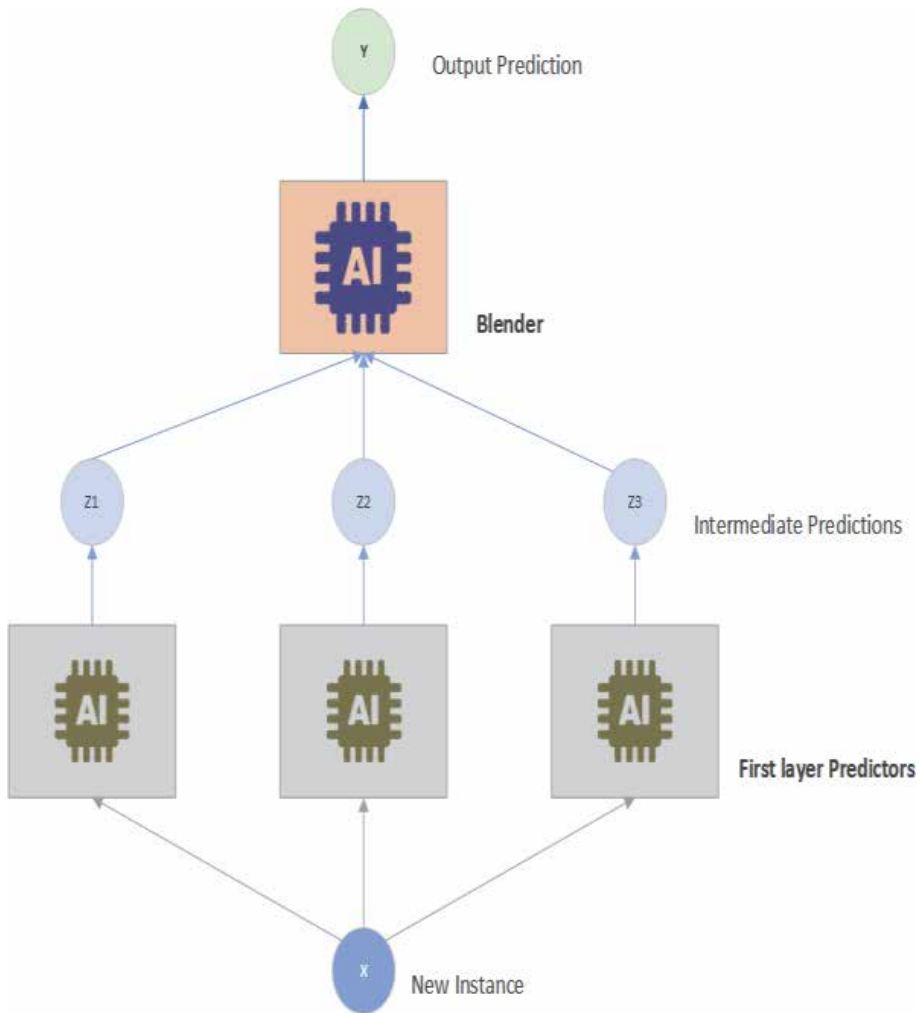 Y
Output Prediction
AI
Blender
Z1
Z2
Z3
Intermediate Predictions
AI
AI
AI
First layer Predictors
X
New Instance